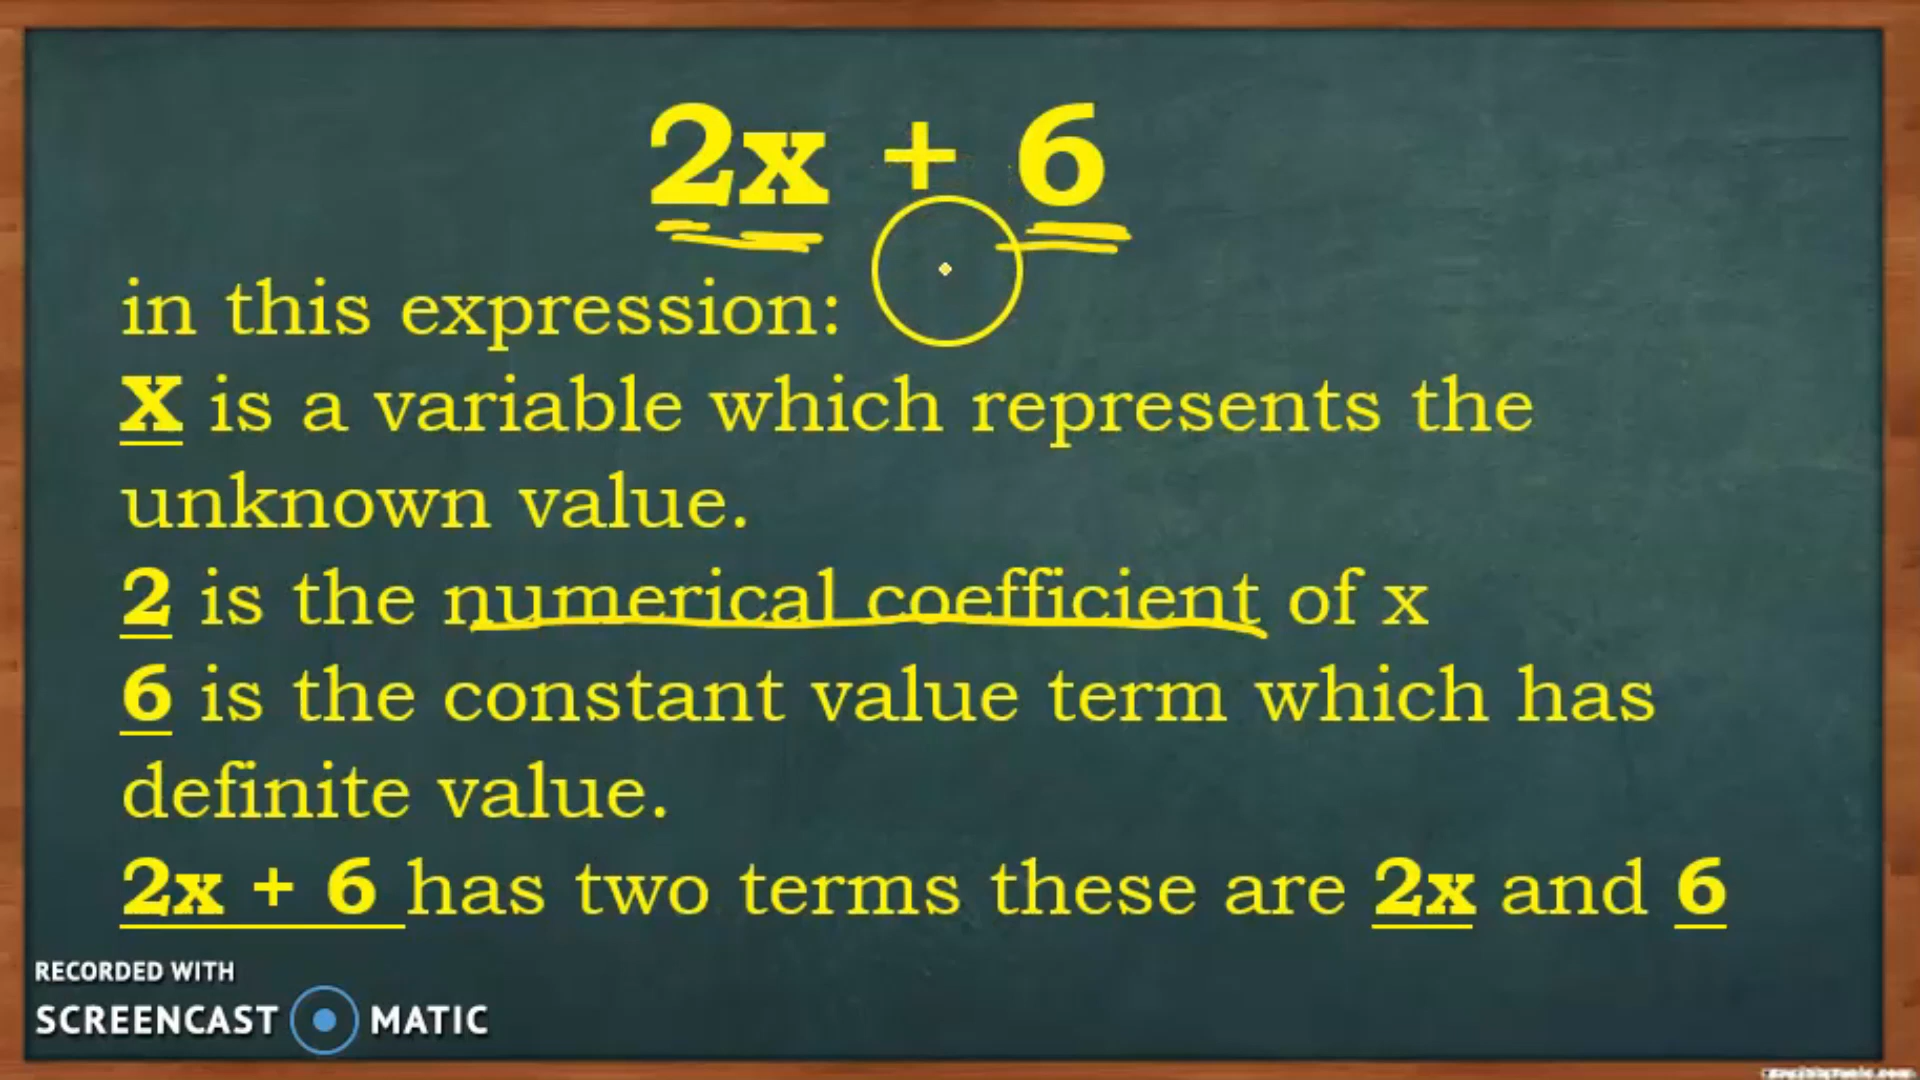 2x + 6
in this expression:
x is a variable which represents the
unknown value.
2 is the numerical coefficient of x
6 is the constant value term which has
definite value.
2x + 6 has two terms these are 2x and 6
RECORDED WITH
SCREENCAST MATIC